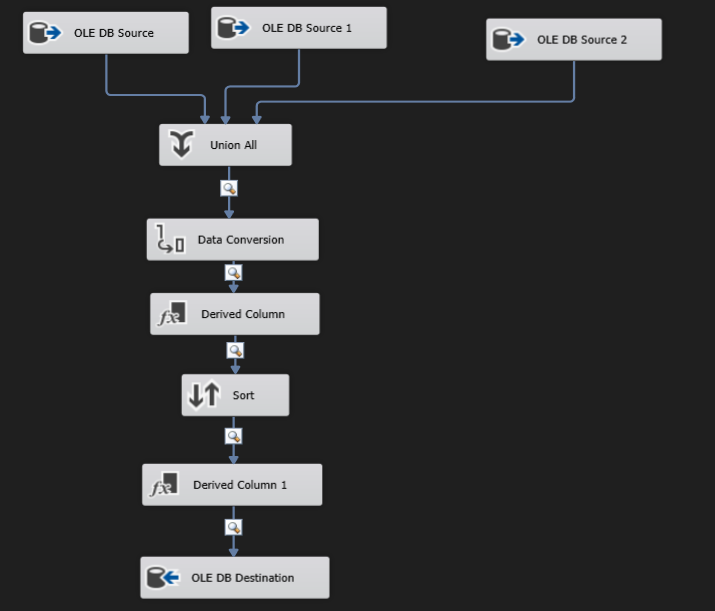 OLE DB Source
OLE DB Source 1
OLE DB Source 2
Union All
Data Conversion
Derived Column
Sort
Derived Column 1
OLE DB Destination